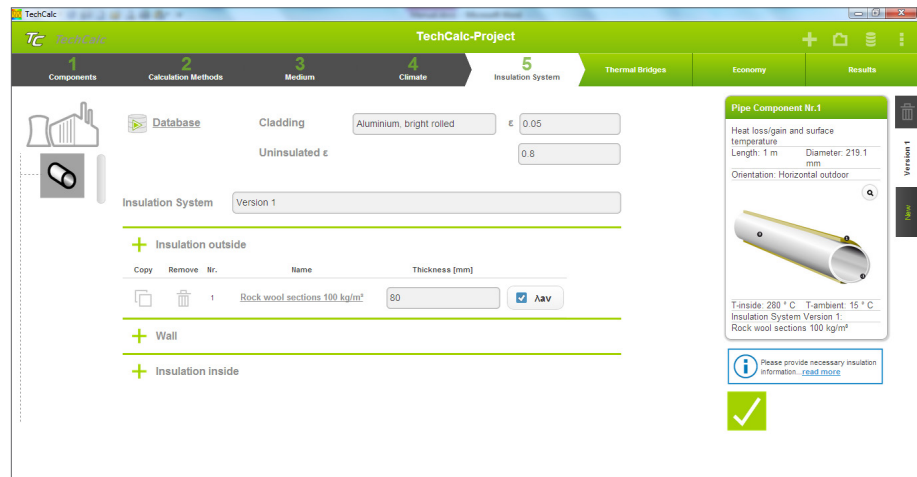 TechCalc
TC TechCalc
TechCalc-Project
1 2 3 4 5
Components Calculation Methods Medium Climate Insulation System Thermal Bridges Economy Results
Database
Cladding Aluminium, bright rolled ε 0.05
Uninsulated ε 0.8
Insulation System Version 1
Insulation outside
Copy Remove Nr. Name Thickness [mm]
1 Rock wool sections 100 kg/m³ 80 λav
Wall
Insulation inside
Pipe Component Nr.1
Heat loss/gain and surface
temperature
Length: 1 m Diameter: 219.1
mm
Orientation: Horizontal outdoor
T-inside: 280 ° C T-ambient: 15 ° C
Insulation System Version 1:
Rock wool sections 100 kg/m³
Please provide necessary insulation
information...read more
Version 1
New